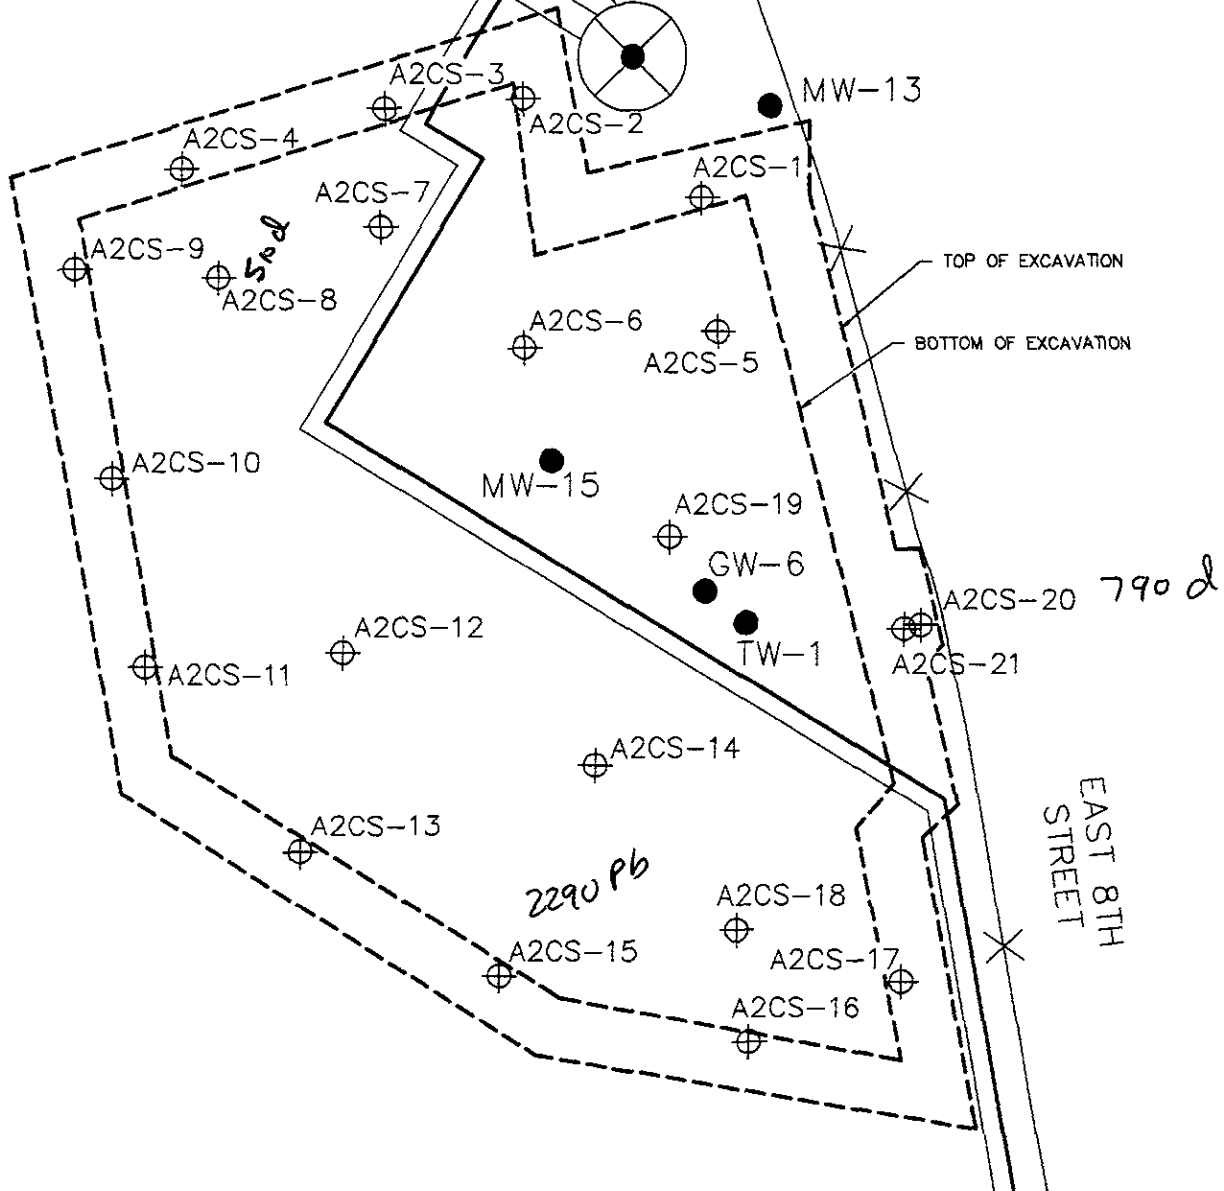 A2CS-3
MW-13
A2CS-2
A2CS-4
A2CS-1
A2CS-7
A2CS-9
A2CS-8
TOP OF EXCAVATION
A2CS-6
BOTTOM OF EXCAVATION
A2CS-5
A2CS-10
MW-15
A2CS-19
GW-6
A2CS-20 790 d
A2CS-12
TW-1
A2CS-21
A2CS-11
A2CS-14
EAST 8TH
STREET
A2CS-13
2290 Pb
A2CS-18
A2CS-15
A2CS-17
A2CS-16